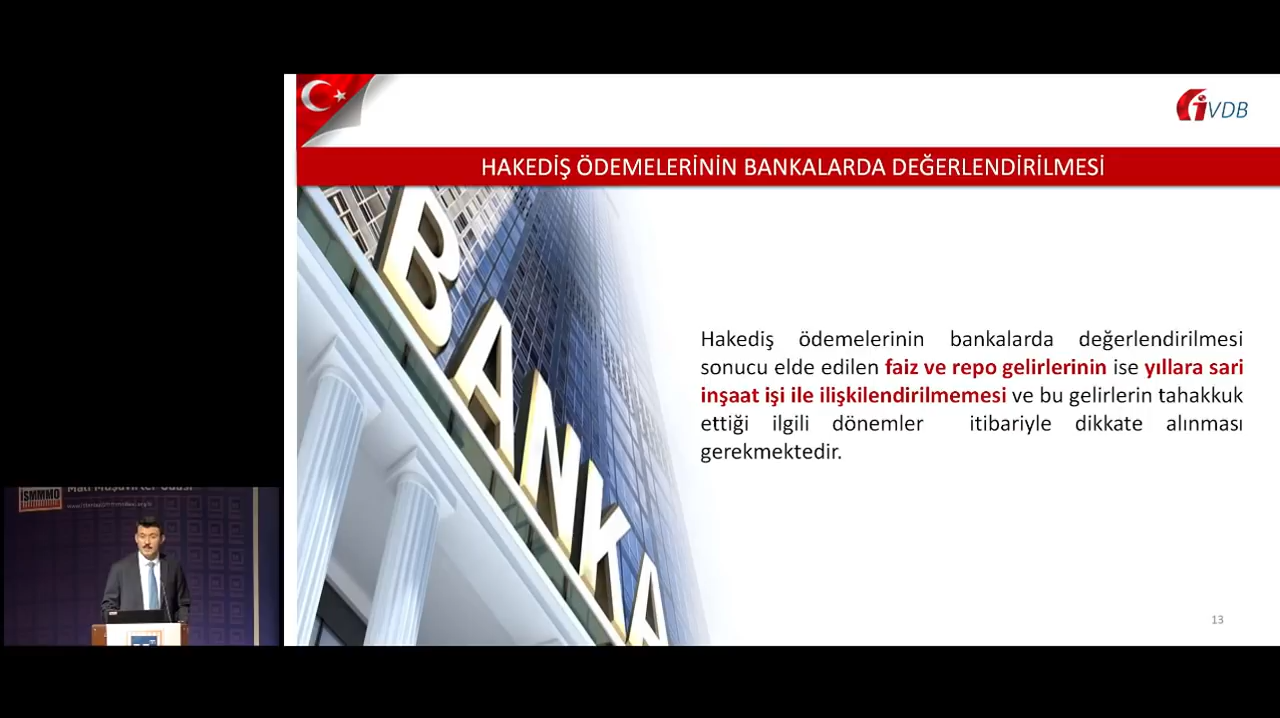 VDB
HAKEDİŞ ÖDEMELERİNİN BANKALARDA DEĞERLENDİRİLMESİ
BANKA
Hakediş ödemelerinin bankalarda değerlendirilmesi
sonucu elde edilen faiz ve repo gelirlerinin ise yıllara sari
inşaat işi ile ilişkilendirilmemesi ve bu gelirlerin tahakkuk
ettiği ilgili dönemler itibariyle dikkate alınması
gerekmektedir.
13
İSMMMO
Mali Müşavirler Odası